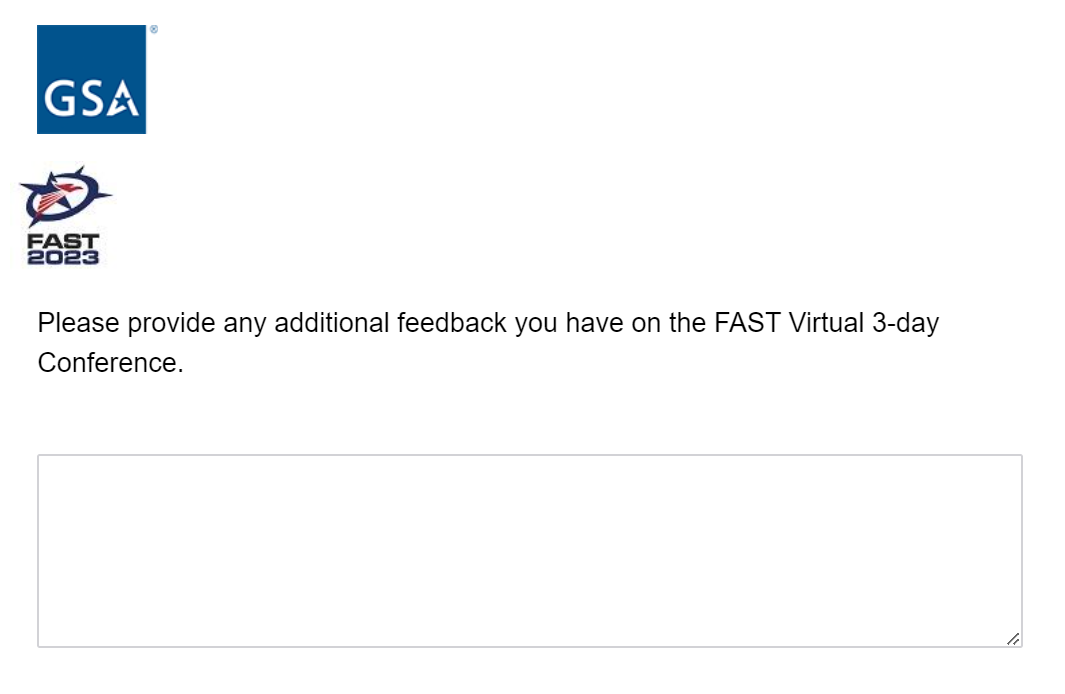 GSA
®
FAST
2023
Please provide any additional feedback you have on the FAST Virtual 3-day
Conference.